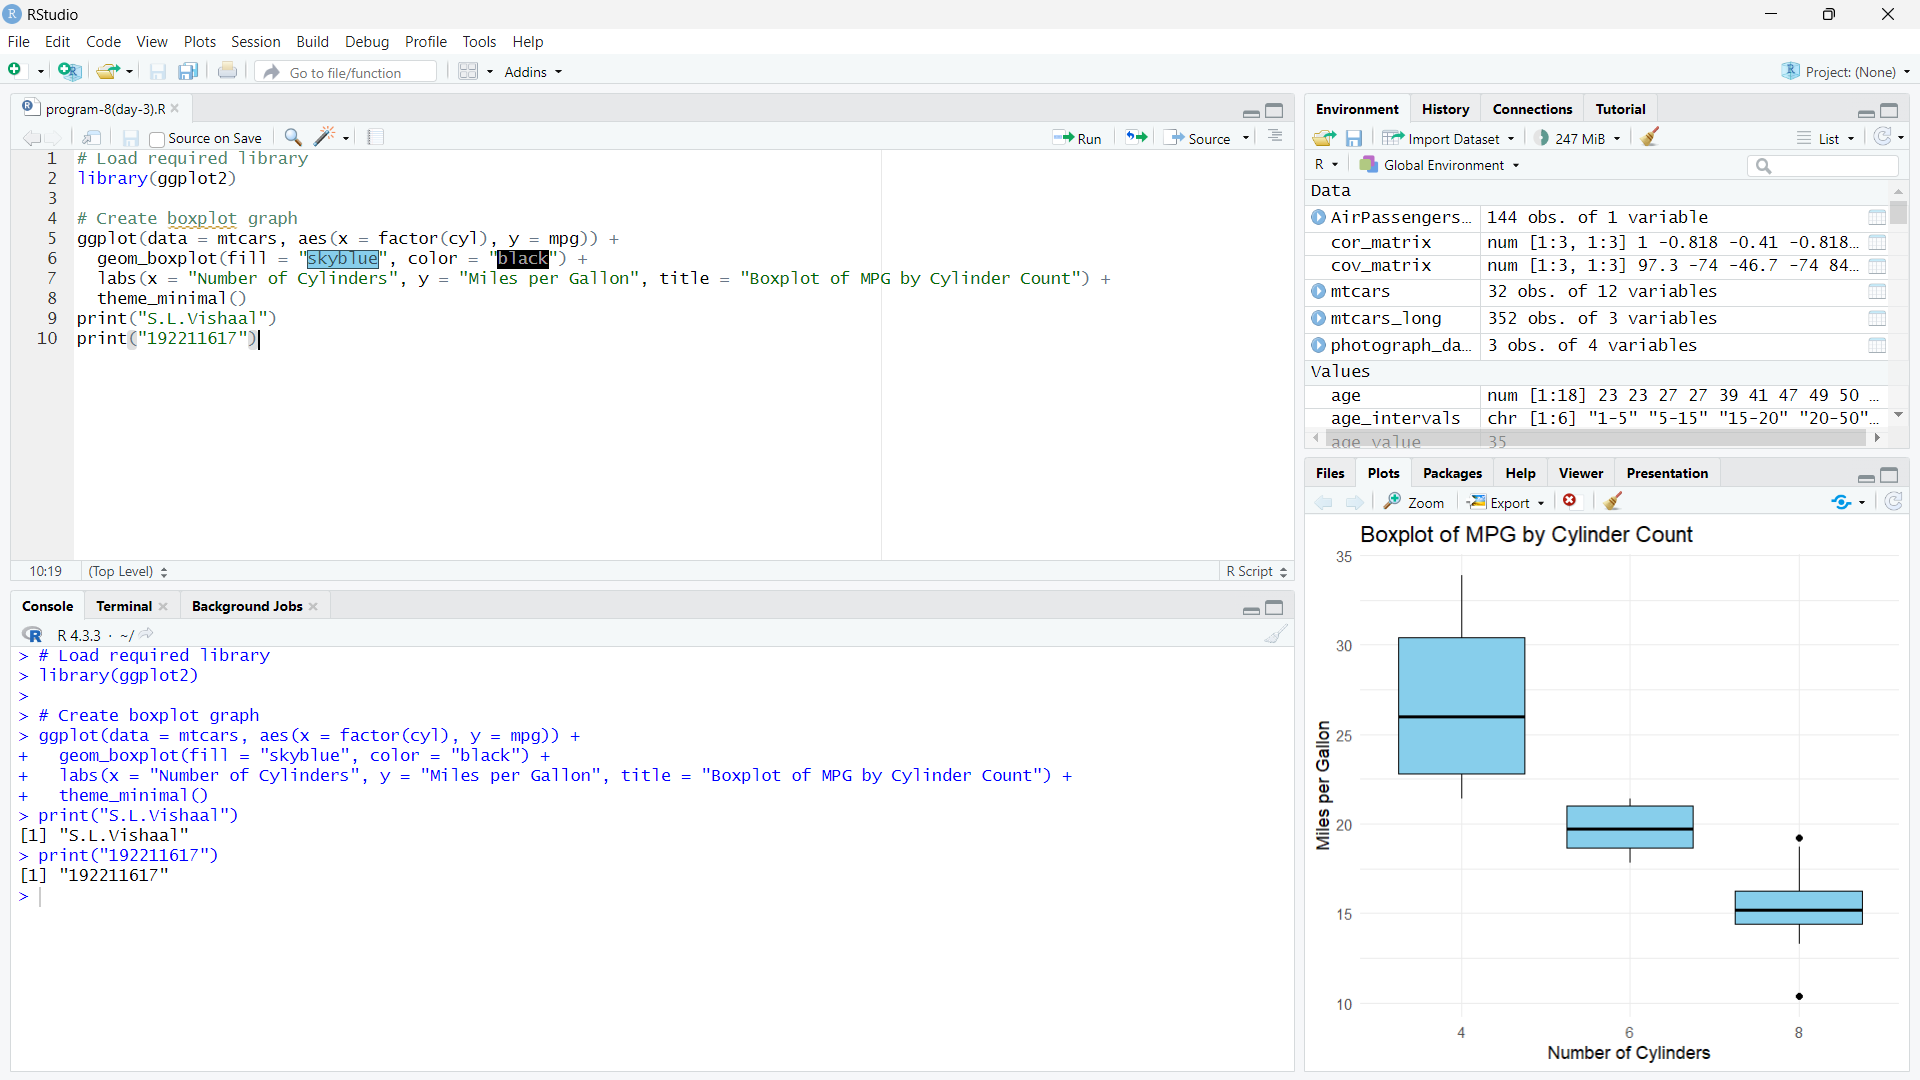 RStudio
File Edit Code View Plots Session Build Debug Profile Tools Help
Go to file/function Addins Project: (None)
program-8(day-3).R
Source on Save Run Source
1 # Load required library
2 library(ggplot2)
3
4 # Create boxplot graph
5 ggplot(data = mtcars, aes(x = factor(cyl), y = mpg)) +
6 geom_boxplot(fill = "skyblue", color = "black") +
7 labs(x = "Number of Cylinders", y = "Miles per Gallon", title = "Boxplot of MPG by Cylinder Count") +
8 theme_minimal()
9 print("S.L.Vishaal")
10 print("192211617")
10:19 (Top Level) R Script
Console Terminal Background Jobs
R 4.3.3 · ~/
> # Load required library
> library(ggplot2)
>
> # Create boxplot graph
> ggplot(data = mtcars, aes(x = factor(cyl), y = mpg)) +
+ geom_boxplot(fill = "skyblue", color = "black") +
+ labs(x = "Number of Cylinders", y = "Miles per Gallon", title = "Boxplot of MPG by Cylinder Count") +
+ theme_minimal()
> print("S.L.Vishaal")
[1] "S.L.Vishaal"
> print("192211617")
[1] "192211617"
>
Environment History Connections Tutorial
Import Dataset 247 MiB List
R Global Environment
Data
AirPassengers… 144 obs. of 1 variable
cor_matrix num [1:3, 1:3] 1 -0.818 -0.41 -0.818…
cov_matrix num [1:3, 1:3] 97.3 -74 -46.7 -74 84…
mtcars 32 obs. of 12 variables
mtcars_long 352 obs. of 3 variables
photograph_da… 3 obs. of 4 variables
Values
age num [1:18] 23 23 27 27 39 41 47 49 50 …
age_intervals chr [1:6] "1-5" "5-15" "15-20" "20-50"…
age_value 35
Files Plots Packages Help Viewer Presentation
Zoom Export
Boxplot of MPG by Cylinder Count
35
30
25
20
15
10
Miles per Gallon
4 6 8
Number of Cylinders